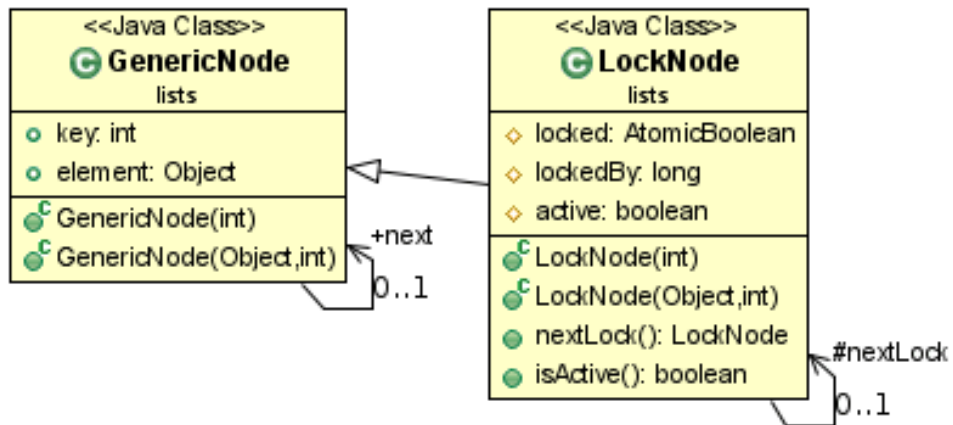 <<Java Class>>
C GenericNode
lists
key: int
element: Object
C GenericNode(int)
C GenericNode(Object,int)
+next
0..1
<<Java Class>>
C LockNode
lists
locked: AtomicBoolean
lockedBy: long
active: boolean
C LockNode(int)
C LockNode(Object,int)
nextLock(): LockNode
isActive(): boolean
#nextLock
0..1